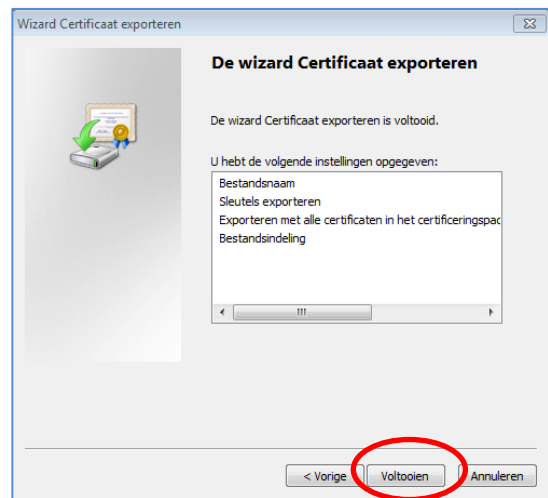 Wizard Certificaat exporteren
De wizard Certificaat exporteren
De wizard Certificaat exporteren is voltooid.
U hebt de volgende instellingen opgegeven:
Bestandsnaam
Sleutels exporteren
Exporteren met alle certificaten in het certificeringspac
Bestandsindeling
< Vorige Voltooien Annuleren